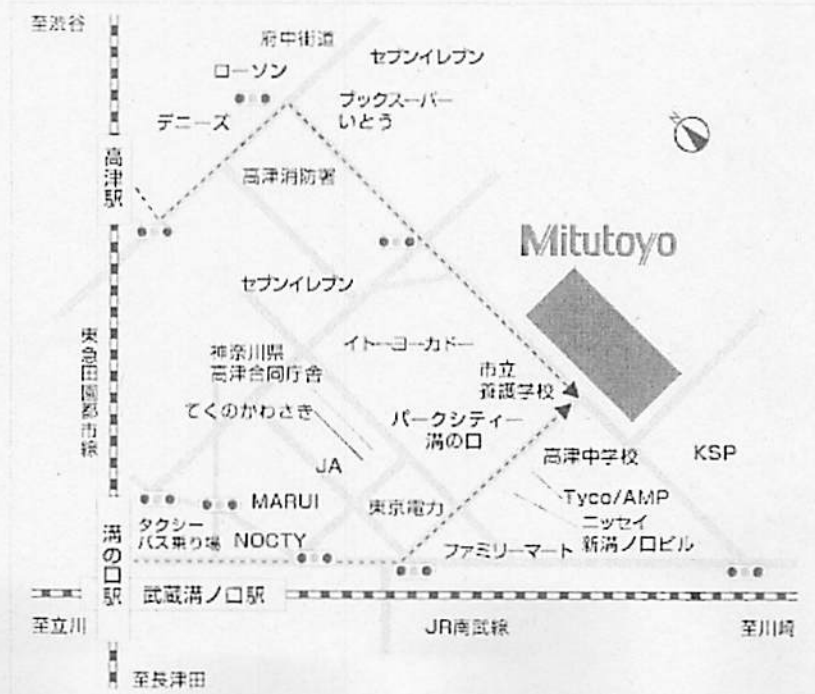 至渋谷
府中街道
セブンイレブン
ローソン
ブックスーパー
いとう
デニーズ
N
高津駅
高津消防署
Mitutoyo
セブンイレブン
東急田園都市線
イトーヨーカドー
神奈川県
高津合同庁舎
市立
養護学校
てくのかわさき
パークシティー
溝の口
高津中学校
KSP
JA
MARUI
東京電力
Tyco/AMP
タクシー
バス乗り場
NOCTY
ニッセイ
新溝ノ口ビル
ファミリーマート
溝の口駅
武蔵溝ノ口駅
至立川
JR南武線
至川崎
至長津田